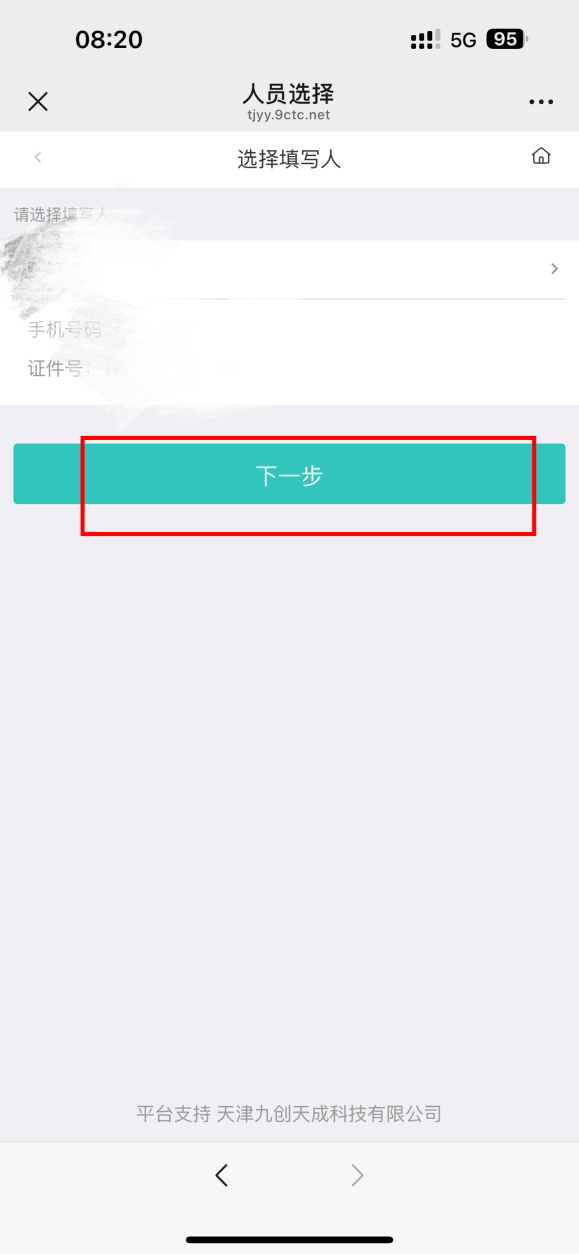 08:20 5G 95
人员选择
tjyy.9ctc.net
选择填写人
请选择填写人
手机号码
证件号：
下一步
平台支持 天津九创天成科技有限公司